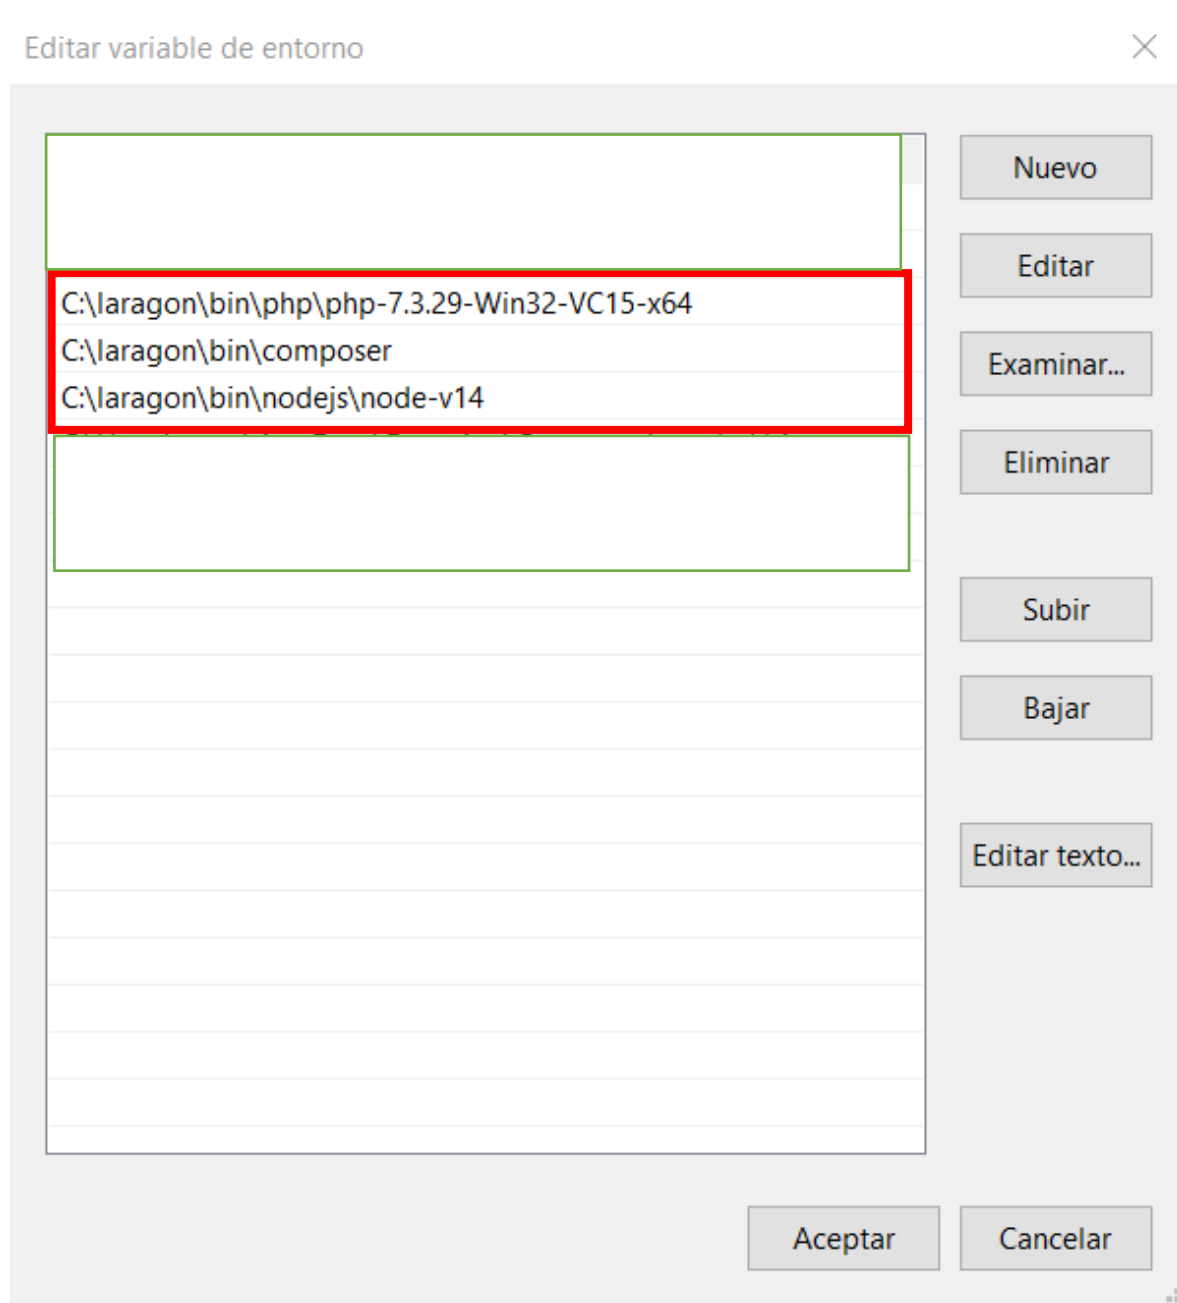 Editar variable de entorno
Nuevo
Editar
C:\laragon\bin\php\php-7.3.29-Win32-VC15-x64
C:\laragon\bin\composer
Examinar...
C:\laragon\bin\nodejs\node-v14
Eliminar
Subir
Bajar
Editar texto...
Aceptar
Cancelar